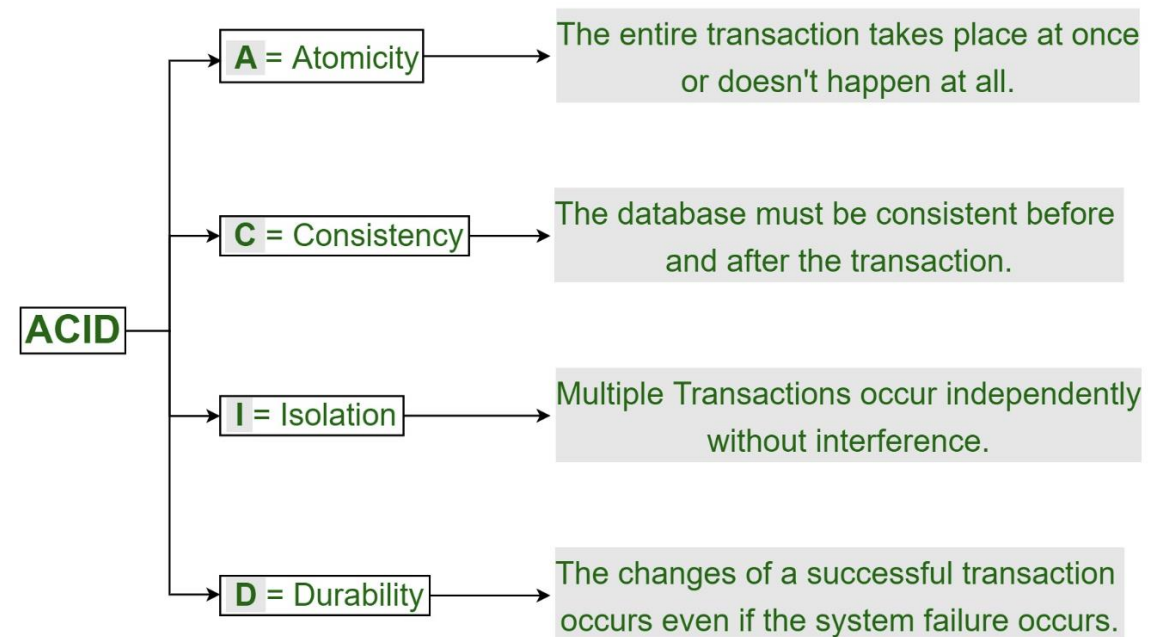 A = Atomicity
The entire transaction takes place at once
or doesn't happen at all.
C = Consistency
The database must be consistent before
and after the transaction.
ACID
I = Isolation
Multiple Transactions occur independently
without interference.
D = Durability
The changes of a successful transaction
occurs even if the system failure occurs.